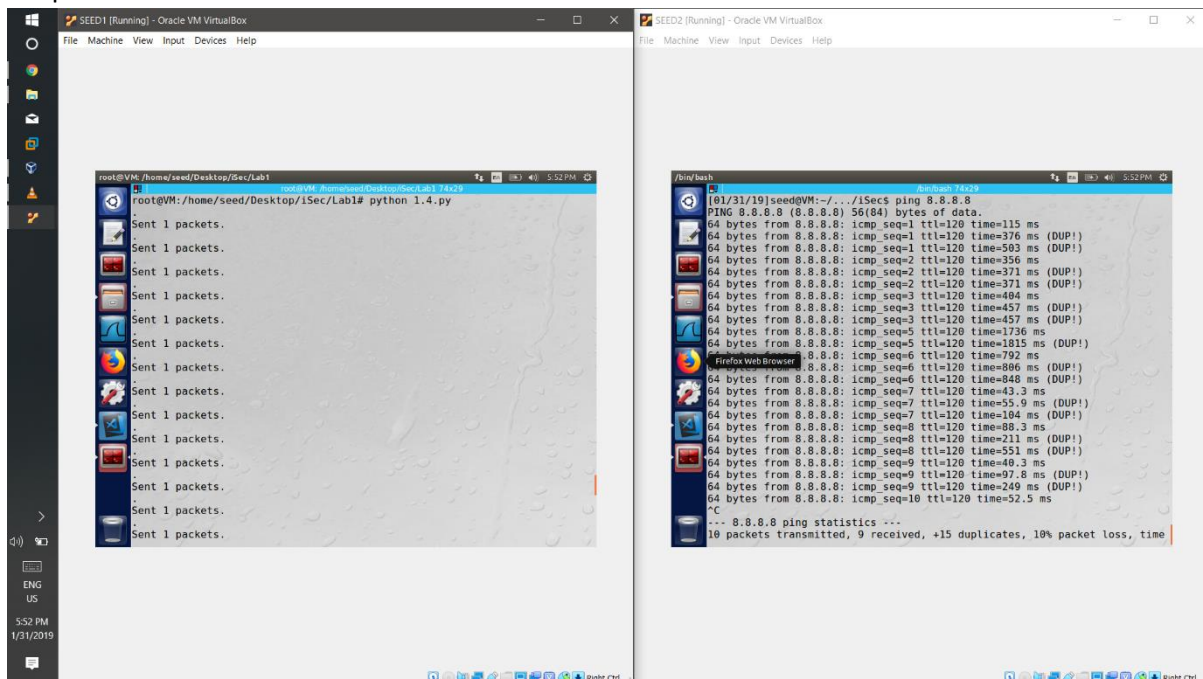 SEED1 [Running] - Oracle VM VirtualBox
File Machine View Input Devices Help
root@VM: /home/seed/Desktop/iSec/Lab1
5:52 PM
root@VM: /home/seed/Desktop/iSec/Lab1 74x29
root@VM:/home/seed/Desktop/iSec/Lab1# python 1.4.py
.
Sent 1 packets.
.
Sent 1 packets.
.
Sent 1 packets.
.
Sent 1 packets.
.
Sent 1 packets.
.
Sent 1 packets.
.
Sent 1 packets.
.
Sent 1 packets.
.
Sent 1 packets.
.
Sent 1 packets.
.
Sent 1 packets.
.
Sent 1 packets.
.
Sent 1 packets.
.
Sent 1 packets.
Right Ctrl
SEED2 [Running] - Oracle VM VirtualBox
File Machine View Input Devices Help
/bin/bash
5:52 PM
/bin/bash 74x29
[01/31/19]seed@VM:~/.../iSec$ ping 8.8.8.8
PING 8.8.8.8 (8.8.8.8) 56(84) bytes of data.
64 bytes from 8.8.8.8: icmp_seq=1 ttl=120 time=115 ms
64 bytes from 8.8.8.8: icmp_seq=1 ttl=120 time=376 ms (DUP!)
64 bytes from 8.8.8.8: icmp_seq=1 ttl=120 time=503 ms (DUP!)
64 bytes from 8.8.8.8: icmp_seq=2 ttl=120 time=356 ms
64 bytes from 8.8.8.8: icmp_seq=2 ttl=120 time=371 ms (DUP!)
64 bytes from 8.8.8.8: icmp_seq=2 ttl=120 time=371 ms (DUP!)
64 bytes from 8.8.8.8: icmp_seq=3 ttl=120 time=404 ms
64 bytes from 8.8.8.8: icmp_seq=3 ttl=120 time=457 ms (DUP!)
64 bytes from 8.8.8.8: icmp_seq=3 ttl=120 time=457 ms (DUP!)
64 bytes from 8.8.8.8: icmp_seq=5 ttl=120 time=1736 ms
64 bytes from 8.8.8.8: icmp_seq=5 ttl=120 time=1815 ms (DUP!)
8.8.8.8: icmp_seq=6 ttl=120 time=792 ms
Firefox Web Browser
8.8.8.8: icmp_seq=6 ttl=120 time=806 ms (DUP!)
64 bytes from 8.8.8.8: icmp_seq=6 ttl=120 time=848 ms (DUP!)
64 bytes from 8.8.8.8: icmp_seq=7 ttl=120 time=43.3 ms
64 bytes from 8.8.8.8: icmp_seq=7 ttl=120 time=55.9 ms (DUP!)
64 bytes from 8.8.8.8: icmp_seq=7 ttl=120 time=104 ms (DUP!)
64 bytes from 8.8.8.8: icmp_seq=8 ttl=120 time=88.3 ms
64 bytes from 8.8.8.8: icmp_seq=8 ttl=120 time=211 ms (DUP!)
64 bytes from 8.8.8.8: icmp_seq=8 ttl=120 time=551 ms (DUP!)
64 bytes from 8.8.8.8: icmp_seq=9 ttl=120 time=40.3 ms
64 bytes from 8.8.8.8: icmp_seq=9 ttl=120 time=97.8 ms (DUP!)
64 bytes from 8.8.8.8: icmp_seq=9 ttl=120 time=249 ms (DUP!)
64 bytes from 8.8.8.8: icmp_seq=10 ttl=120 time=52.5 ms
^C
--- 8.8.8.8 ping statistics ---
10 packets transmitted, 9 received, +15 duplicates, 10% packet loss, time
Right Ctrl
ENG
US
5:52 PM
1/31/2019